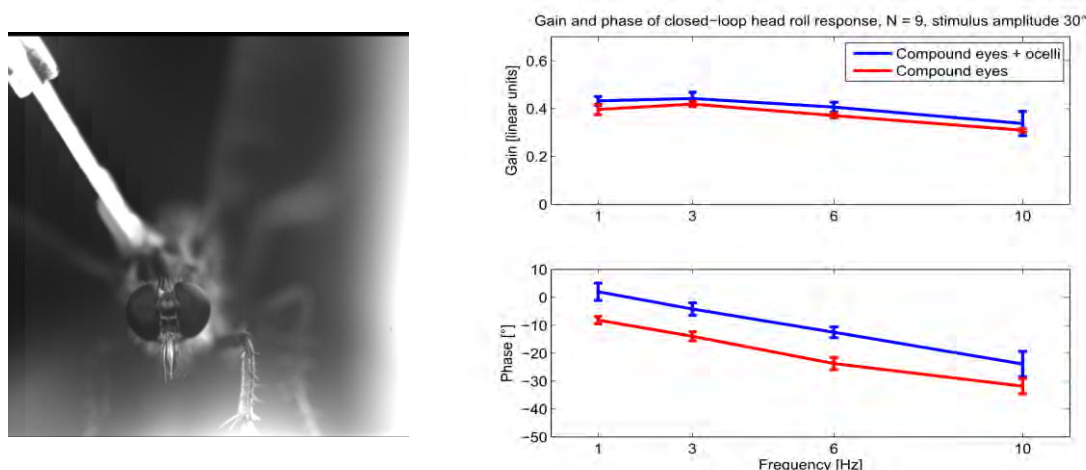 Gain and phase of closed−loop head roll response, N = 9, stimulus amplitude 30°
Compound eyes + ocelli
Compound eyes
Gain [linear units]
0.6
0.4
0.2
0
1 3 6 10
Phase [°]
10
0
−10
−20
−30
−40
−50
1 3 6 10
Frequency [Hz]